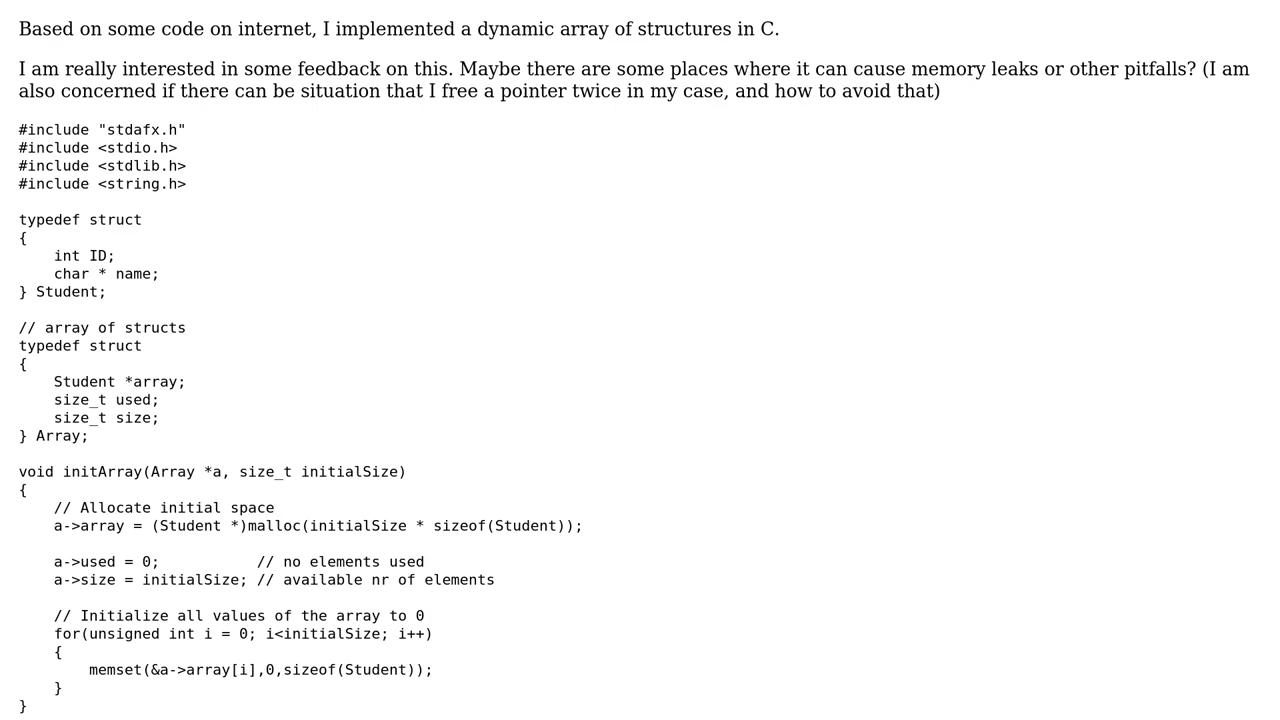 Based on some code on internet, I implemented a dynamic array of structures in C.
I am really interested in some feedback on this. Maybe there are some places where it can cause memory leaks or other pitfalls? (I am
also concerned if there can be situation that I free a pointer twice in my case, and how to avoid that)
#include "stdafx.h"
#include <stdio.h>
#include <stdlib.h>
#include <string.h>
typedef struct
{
    int ID;
    char * name;
} Student;
// array of structs
typedef struct
{
    Student *array;
    size_t used;
    size_t size;
} Array;
void initArray(Array *a, size_t initialSize)
{
    // Allocate initial space
    a->array = (Student *)malloc(initialSize * sizeof(Student));
    a->used = 0;           // no elements used
    a->size = initialSize; // available nr of elements
    // Initialize all values of the array to 0
    for(unsigned int i = 0; i<initialSize; i++)
    {
        memset(&a->array[i],0,sizeof(Student));
    }
}